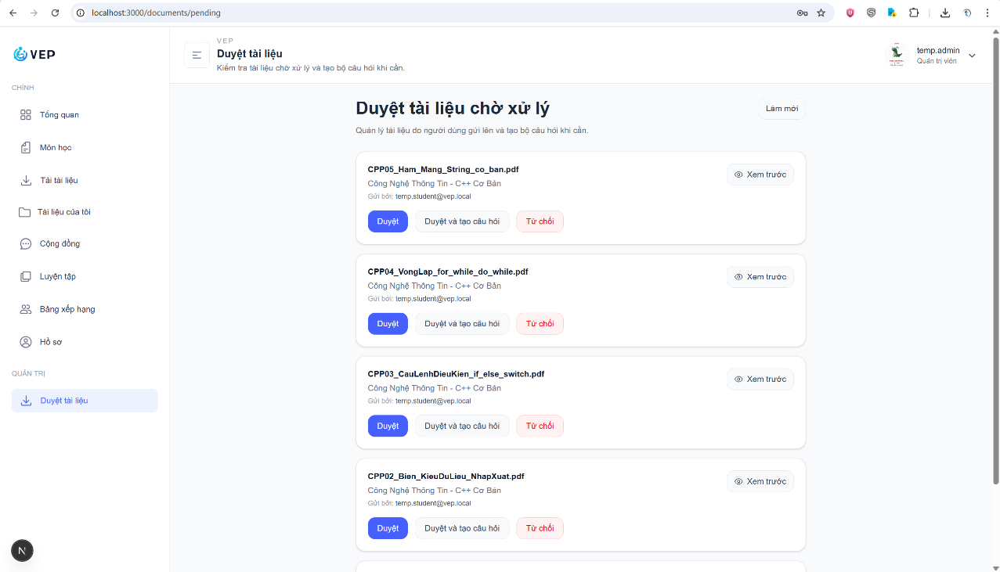 localhost:3000/documents/pending
VEP
CHÍNH
Tổng quan
Môn học
Tải tài liệu
Tài liệu của tôi
Cộng đồng
Luyện tập
Bảng xếp hạng
Hồ sơ
QUẢN TRỊ
Duyệt tài liệu
N
VEP
Duyệt tài liệu
Kiểm tra tài liệu chờ xử lý và tạo bộ câu hỏi khi cần.
temp.admin
Quản trị viên
Duyệt tài liệu chờ xử lý
Làm mới
Quản lý tài liệu do người dùng gửi lên và tạo bộ câu hỏi khi cần.
CPP05_Ham_Mang_String_co_ban.pdf
Xem trước
Công Nghệ Thông Tin - C++ Cơ Bản
Gửi bởi: temp.student@vep.local
Duyệt Duyệt và tạo câu hỏi Từ chối
CPP04_VongLap_for_while_do_while.pdf
Xem trước
Công Nghệ Thông Tin - C++ Cơ Bản
Gửi bởi: temp.student@vep.local
Duyệt Duyệt và tạo câu hỏi Từ chối
CPP03_CauLenhDieuKien_if_else_switch.pdf
Xem trước
Công Nghệ Thông Tin - C++ Cơ Bản
Gửi bởi: temp.student@vep.local
Duyệt Duyệt và tạo câu hỏi Từ chối
CPP02_Bien_KieuDuLieu_NhapXuat.pdf
Xem trước
Công Nghệ Thông Tin - C++ Cơ Bản
Gửi bởi: temp.student@vep.local
Duyệt Duyệt và tạo câu hỏi Từ chối